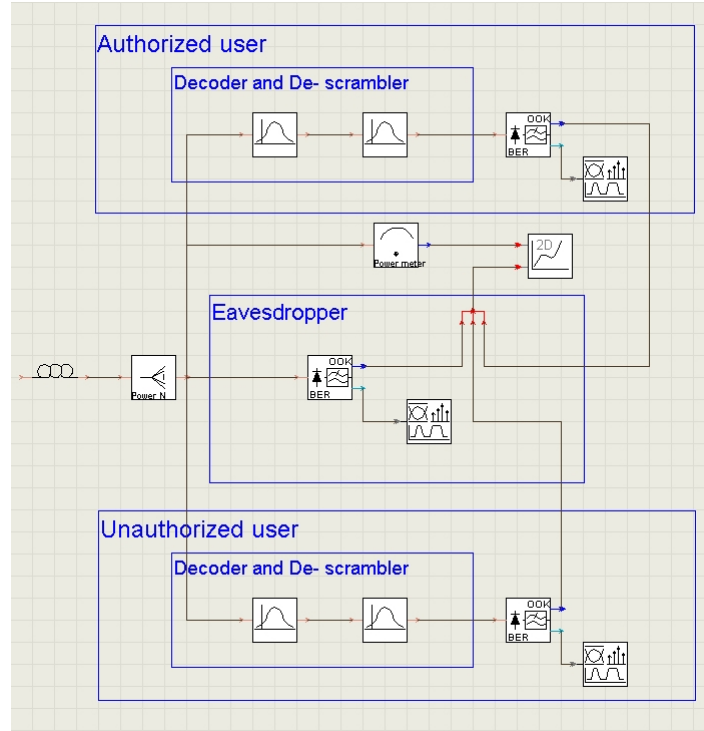 Authorized user
Decoder and De- scrambler
OOK
BER
2D
Power meter
Eavesdropper
OOK
BER
Power N
Unauthorized user
Decoder and De- scrambler
OOK
BER